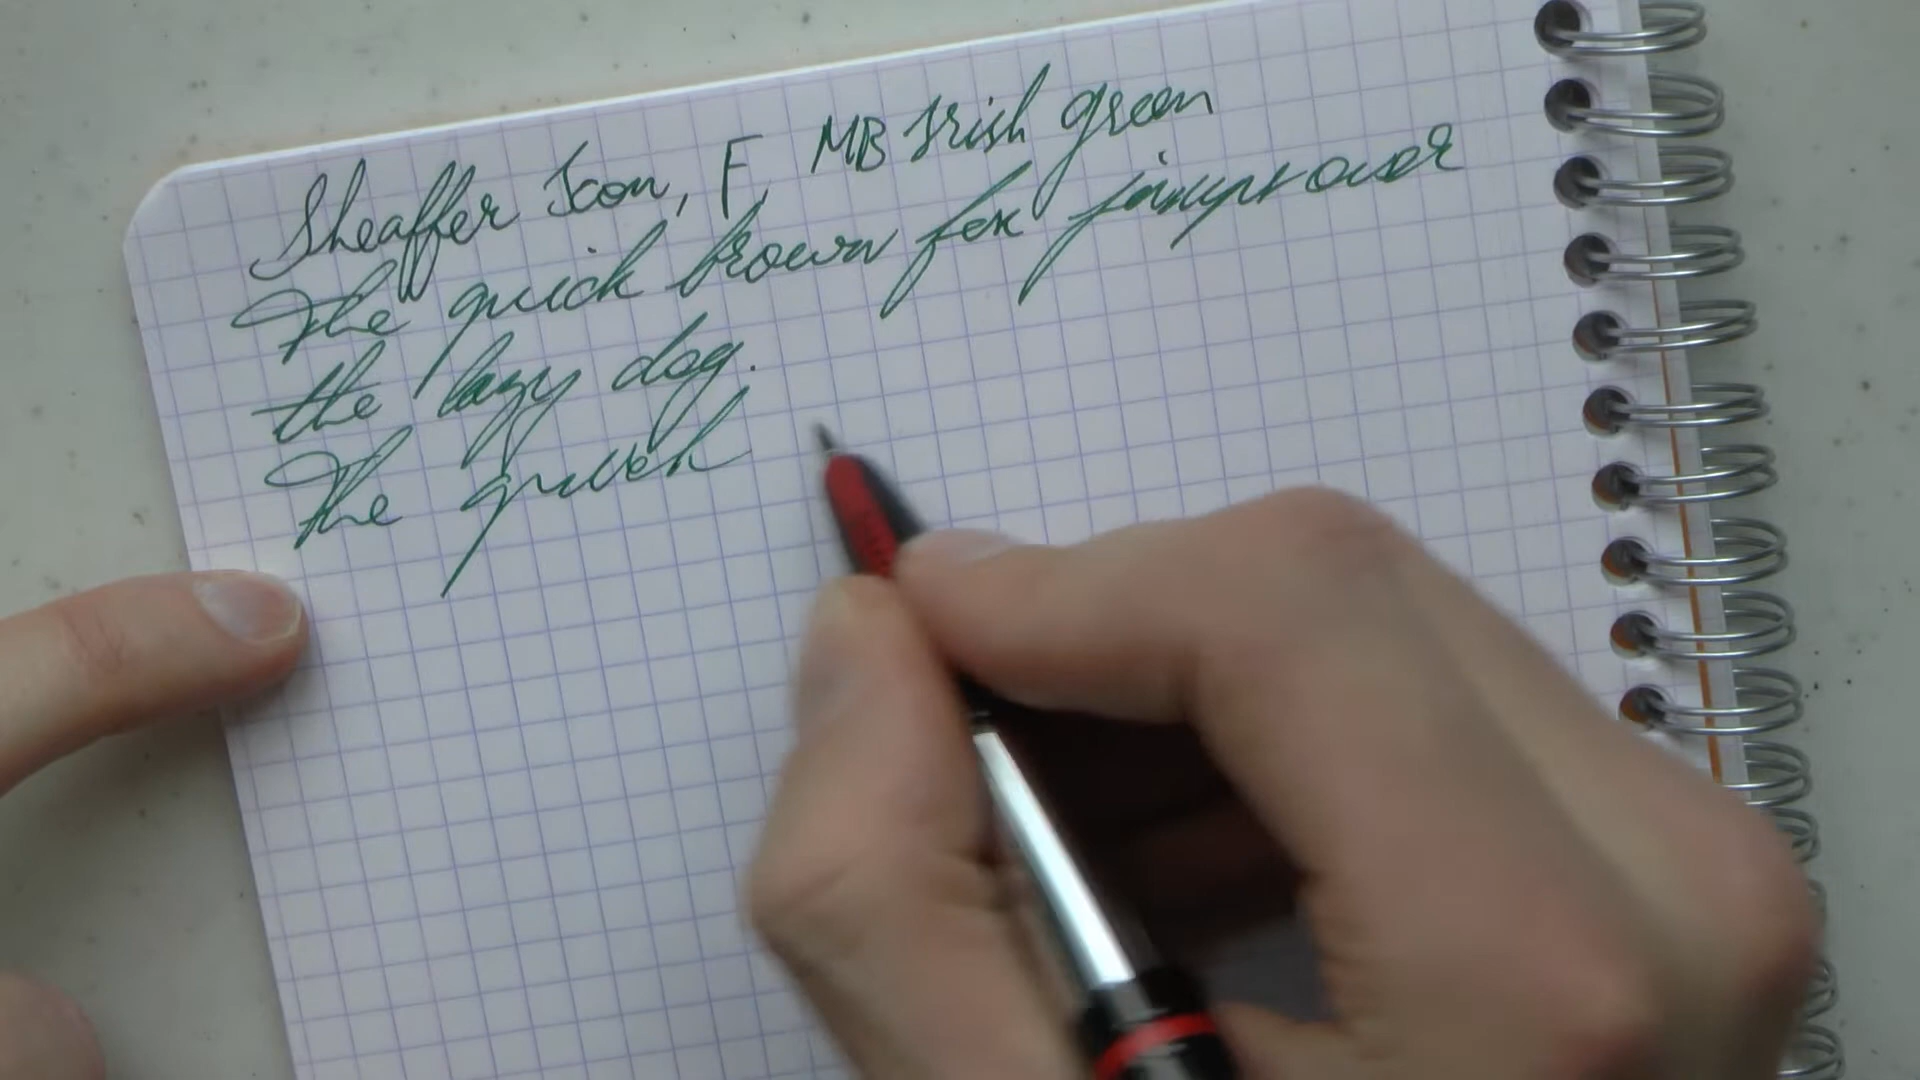 Sheaffer Icon, F, MB Irish green
The quick brown fox jumps over
the lazy dog.
The quick